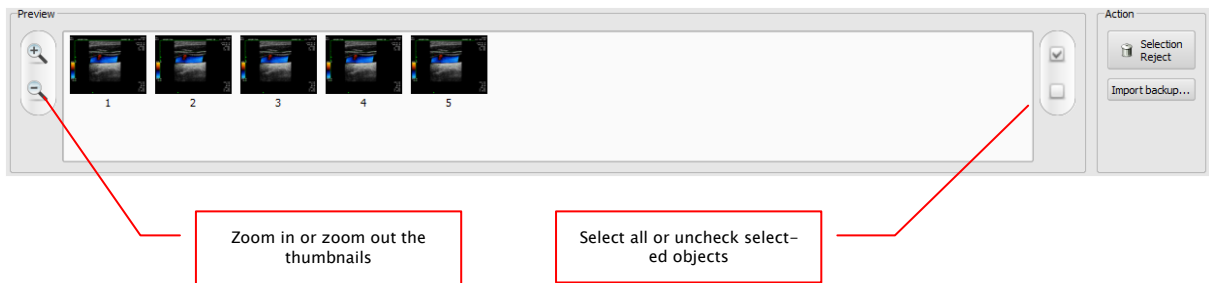 Preview
Action
Selection
Reject
Import backup...
1 2 3 4 5
Zoom in or zoom out the
thumbnails
Select all or uncheck select-
ed objects